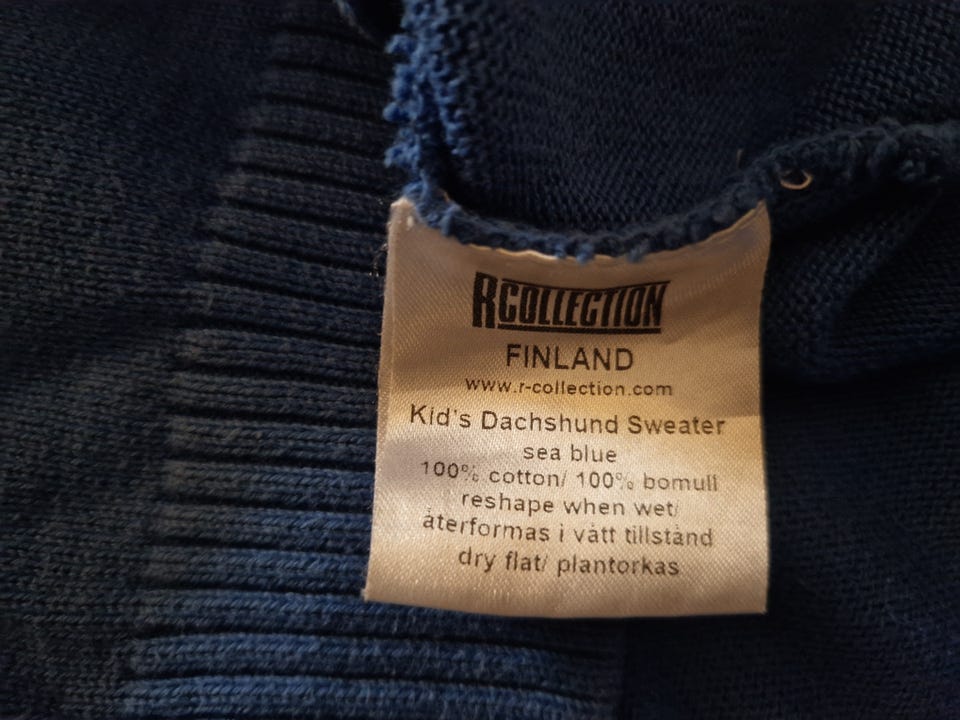 RCOLLECTION
FINLAND
www.r-collection.com
Kid's Dachshund Sweater
sea blue
100% cotton/ 100% bomull
reshape when wet/
återformas i vått tillstånd
dry flat/ plantorkas